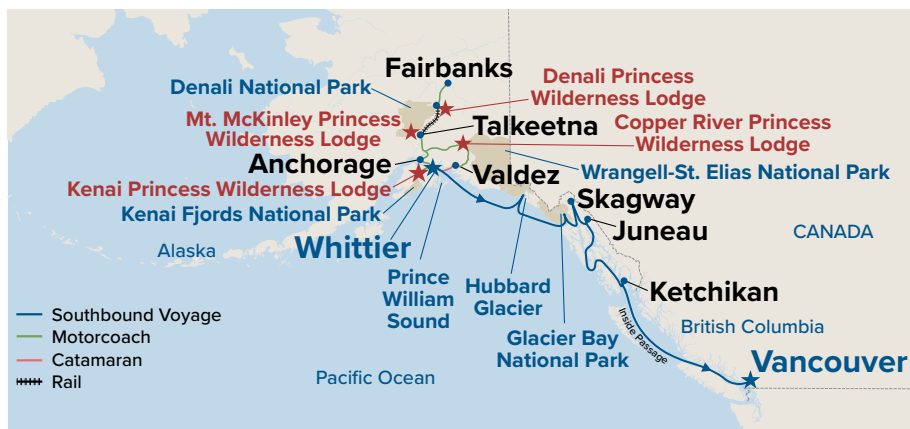 Fairbanks
Denali National Park
Denali Princess
Wilderness Lodge
Mt. McKinley Princess
Wilderness Lodge
Talkeetna
Copper River Princess
Wilderness Lodge
Anchorage
Valdez
Wrangell-St. Elias National Park
Kenai Princess Wilderness Lodge
Kenai Fjords National Park
Skagway
Whittier
Juneau
CANADA
Alaska
Prince
William
Sound
Hubbard
Glacier
Ketchikan
Glacier Bay
National Park
Inside Passage
British Columbia
Vancouver
Pacific Ocean
Southbound Voyage
Motorcoach
Catamaran
Rail